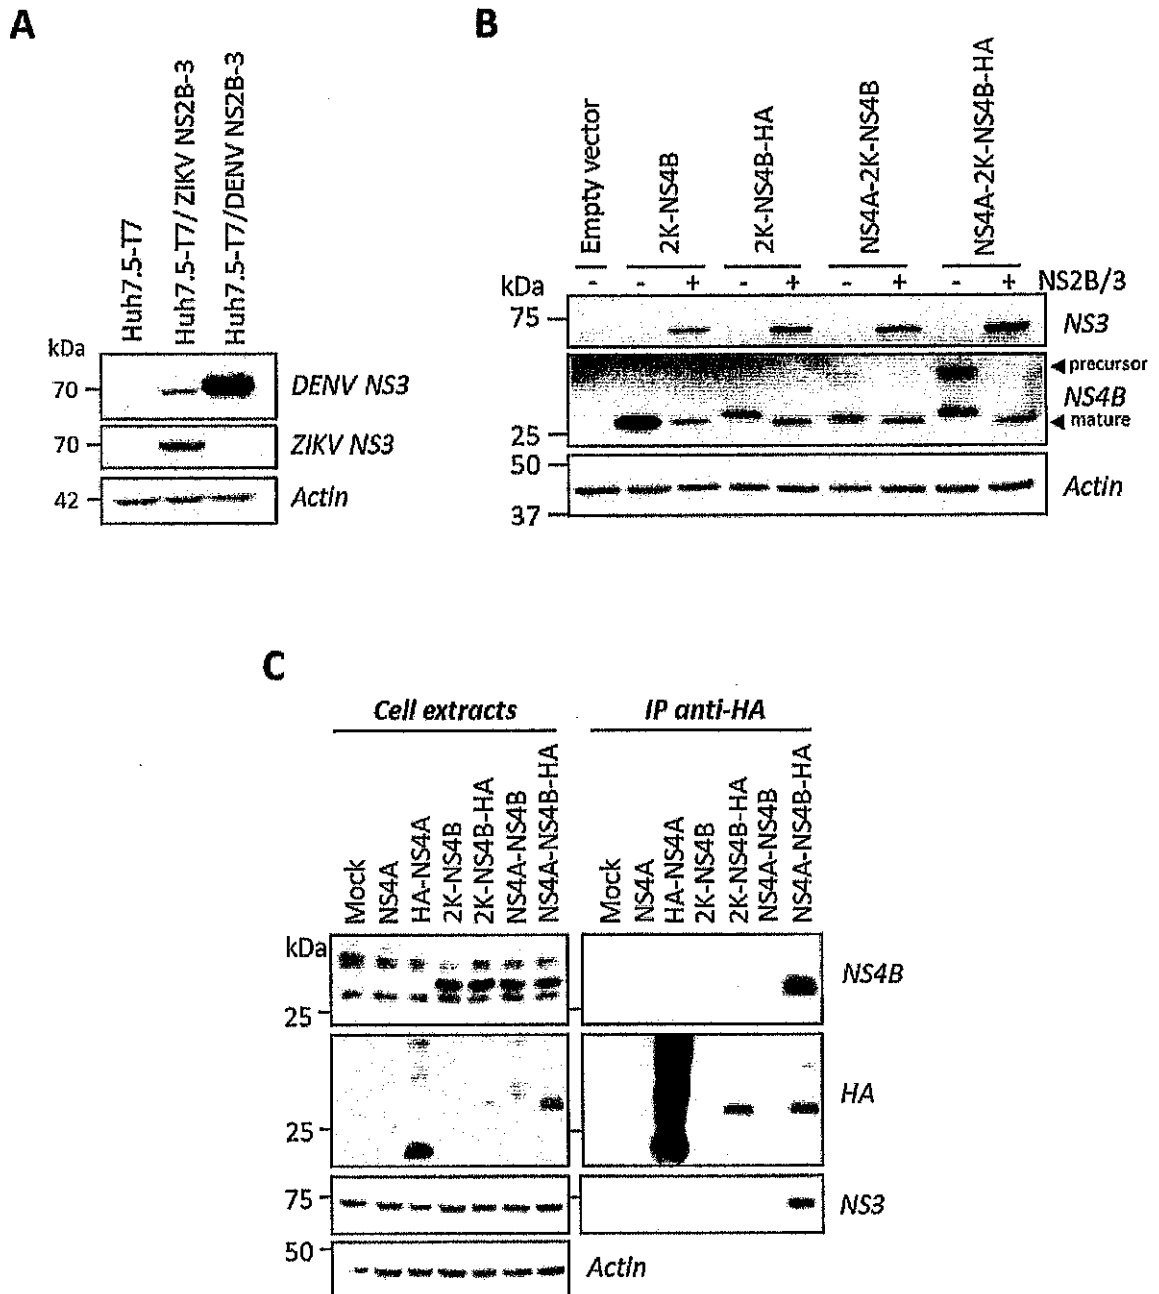 A
Huh7.5-T7
Huh7.5-T7/ZIKV NS2B-3
Huh7.5-T7/DENV NS2B-3
kDa
70
DENV NS3
70
ZIKV NS3
42
Actin
B
Empty vector
2K-NS4B
2K-NS4B-HA
NS4A-2K-NS4B
NS4A-2K-NS4B-HA
kDa
- - + - + - + - + NS2B/3
75
NS3
precursor
NS4B
mature
25
50
Actin
37
C
Cell extracts
IP anti-HA
Mock
NS4A
HA-NS4A
2K-NS4B
2K-NS4B-HA
NS4A-NS4B
NS4A-NS4B-HA
Mock
NS4A
HA-NS4A
2K-NS4B
2K-NS4B-HA
NS4A-NS4B
NS4A-NS4B-HA
kDa
NS4B
25
HA
25
75
NS3
50
Actin